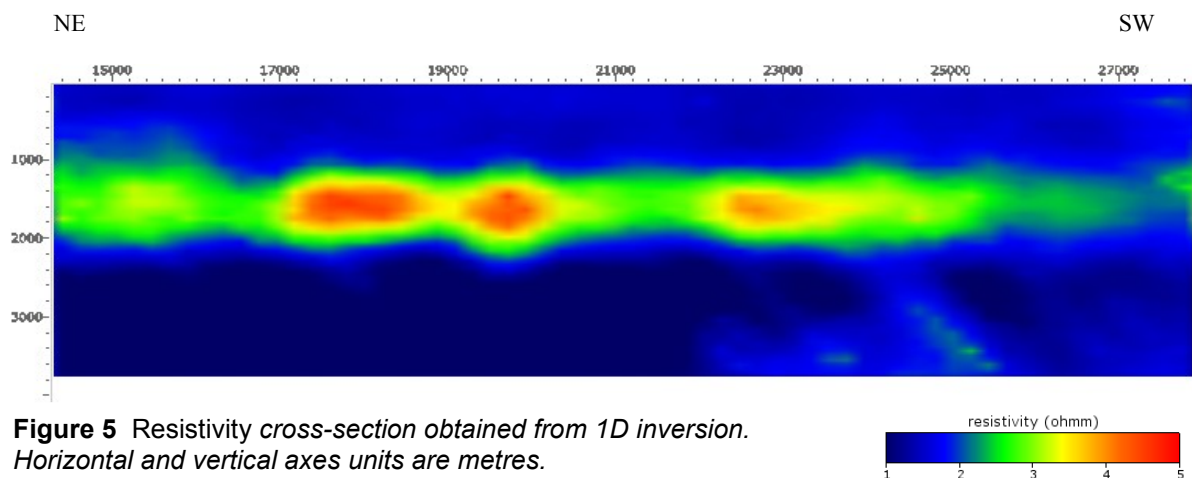 NE SW
15000 17000 19000 21000 23000 25000 27000
1000
2000
3000
Figure 5 Resistivity cross-section obtained from 1D inversion.
Horizontal and vertical axes units are metres.
resistivity (ohmm)
1 2 3 4 5